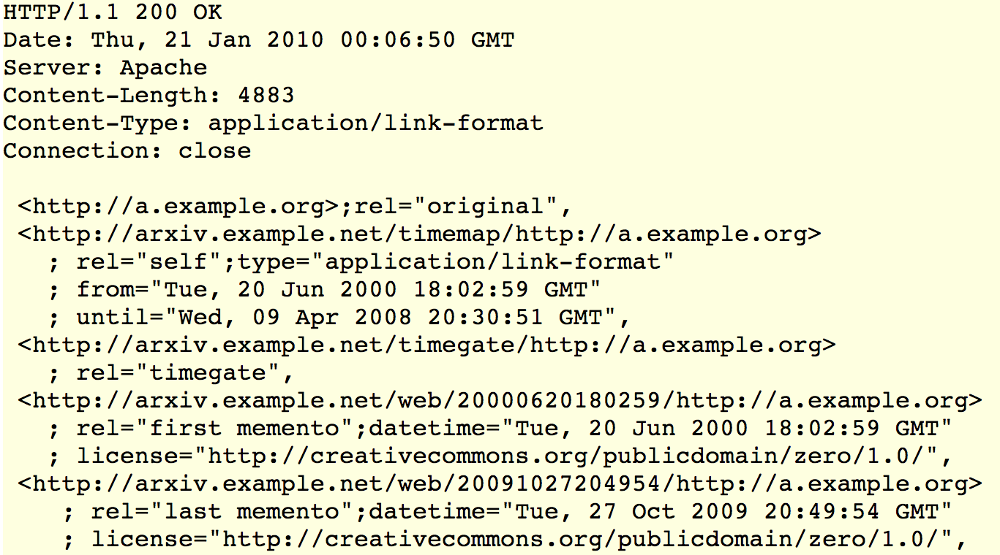 HTTP/1.1 200 OK
Date: Thu, 21 Jan 2010 00:06:50 GMT
Server: Apache
Content-Length: 4883
Content-Type: application/link-format
Connection: close

<http://a.example.org>;rel="original",
<http://arxiv.example.net/timemap/http://a.example.org>
; rel="self";type="application/link-format"
; from="Tue, 20 Jun 2000 18:02:59 GMT"
; until="Wed, 09 Apr 2008 20:30:51 GMT",
<http://arxiv.example.net/timegate/http://a.example.org>
; rel="timegate",
<http://arxiv.example.net/web/20000620180259/http://a.example.org>
; rel="first memento";datetime="Tue, 20 Jun 2000 18:02:59 GMT"
; license="http://creativecommons.org/publicdomain/zero/1.0/",
<http://arxiv.example.net/web/20091027204954/http://a.example.org>
; rel="last memento";datetime="Tue, 27 Oct 2009 20:49:54 GMT"
; license="http://creativecommons.org/publicdomain/zero/1.0/",